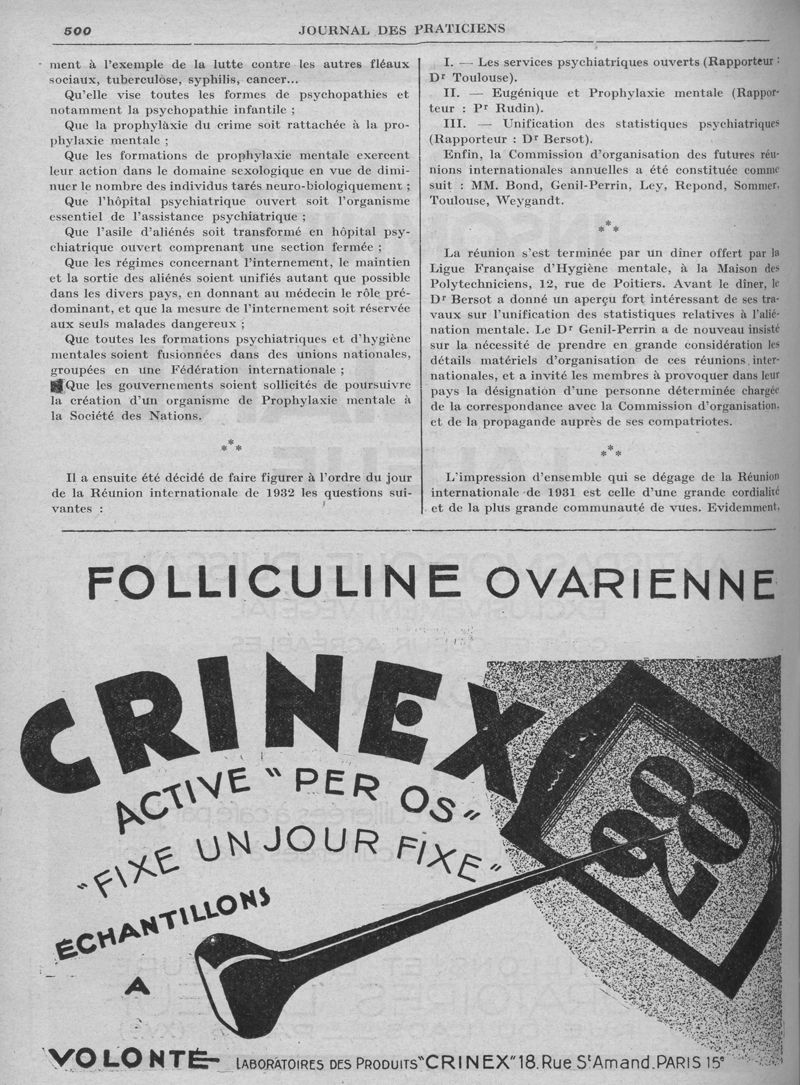 500
JOURNAL DES PRATICIENS
ment à l'exemple de la lutte contre les autres fléaux
sociaux, tuberculose, syphilis, cancer...
Qu'elle vise toutes les formes de psychopathies et
notamment la psychopathie infantile ;
Que la prophylaxie du crime soit rattachée à la pro-
phylaxie mentale ;
Que les formations de prophylaxie mentale exercent
leur action dans le domaine sexologique en vue de dimi-
nuer le nombre des individus tarés neuro-biologiquement ;
Que l'hôpital psychiatrique ouvert soit l'organisme
essentiel de l'assistance psychiatrique ;
Que l'asile d'aliénés soit transformé en hôpital psy-
chiatrique ouvert comprenant une section fermée ;
Que les régimes concernant l'internement, le maintien
et la sortie des aliénés soient unifiés autant que possible
dans les divers pays, en donnant au médecin le rôle pré-
dominant, et que la mesure de l'internement soit réservée
aux seuls malades dangereux ;
Que toutes les formations psychiatriques et d'hygiène
mentales soient fusionnées dans des unions nationales,
groupées en une Fédération internationale ;
Que les gouvernements soient sollicités de poursuivre
la création d'un organisme de Prophylaxie mentale à
la Société des Nations.
* * *
Il a ensuite été décidé de faire figurer à l'ordre du jour
de la Réunion internationale de 1932 les questions sui-
vantes :
I. — Les services psychiatriques ouverts (Rapporteur :
Dr Toulouse).
II. — Eugénique et Prophylaxie mentale (Rappor-
teur : Pr Rudin).
III. — Unification des statistiques psychiatriques
(Rapporteur : Dr Bersot).
Enfin, la Commission d'organisation des futures réu-
nions internationales annuelles a été constituée comme
suit : MM. Bond, Genil-Perrin, Ley, Repond, Sommer,
Toulouse, Weygandt.
* * *
La réunion s'est terminée par un dîner offert par la
Ligue Française d'Hygiène mentale, à la Maison des
Polytechniciens, 12, rue de Poitiers. Avant le dîner, le
Dr Bersot a donné un aperçu fort intéressant de ses tra-
vaux sur l'unification des statistiques relatives à l'alié-
nation mentale. Le Dr Genil-Perrin a de nouveau insisté
sur la nécessité de prendre en grande considération les
détails matériels d'organisation de ces réunions inter-
nationales, et a invité les membres à provoquer dans leur
pays la désignation d'une personne déterminée chargée
de la correspondance avec la Commission d'organisation,
et de la propagande auprès de ses compatriotes.
* * *
L'impression d'ensemble qui se dégage de la Réunion
internationale de 1931 est celle d'une grande cordialité
et de la plus grande communauté de vues. Evidemment,
FOLLICULINE OVARIENNE
CRINEX
ACTIVE "PER OS"
"FIXE UN JOUR FIXE"
28
ÉCHANTILLONS
A
VOLONTÉ
LABORATOIRES DES PRODUITS "CRINEX" 18. Rue St Amand. PARIS 15e